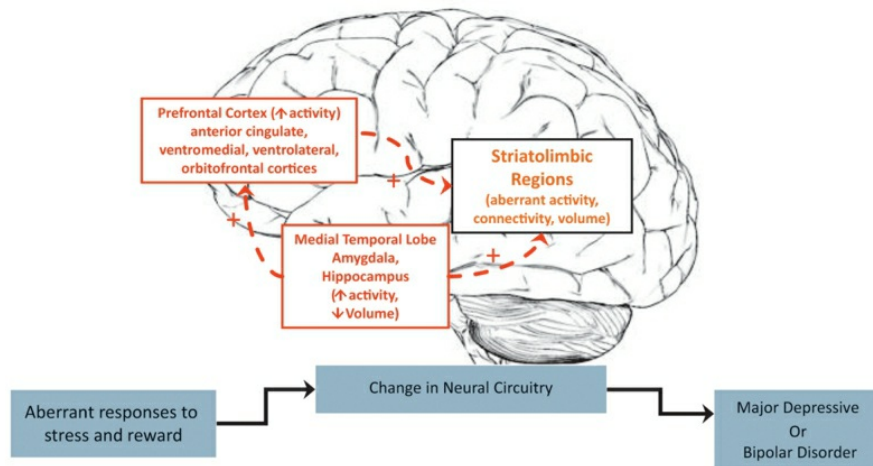 Prefrontal Cortex (↑activity)
anterior cingulate,
ventromedial, ventrolateral,
orbitofrontal cortices
+
Striatolimbic
Regions
(aberrant activity,
connectivity, volume)
+
Medial Temporal Lobe
Amygdala,
Hippocampus
(↑activity,
↓Volume)
+
Aberrant responses to
stress and reward
Change in Neural Circuitry
Major Depressive
Or
Bipolar Disorder